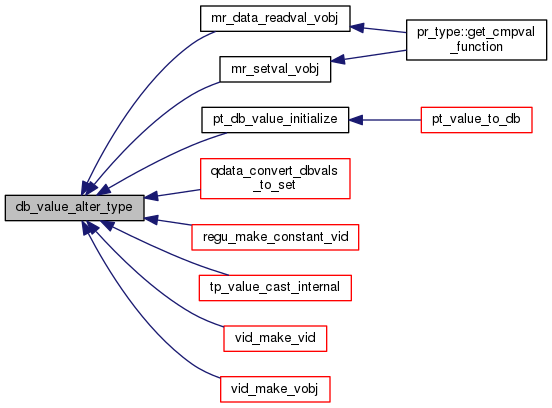 mr_data_readval_vobj
pr_type::get_cmpval
_function
mr_setval_vobj
pt_db_value_initialize
pt_value_to_db
qdata_convert_dbvals
_to_set
db_value_alter_type
regu_make_constant_vid
tp_value_cast_internal
vid_make_vid
vid_make_vobj